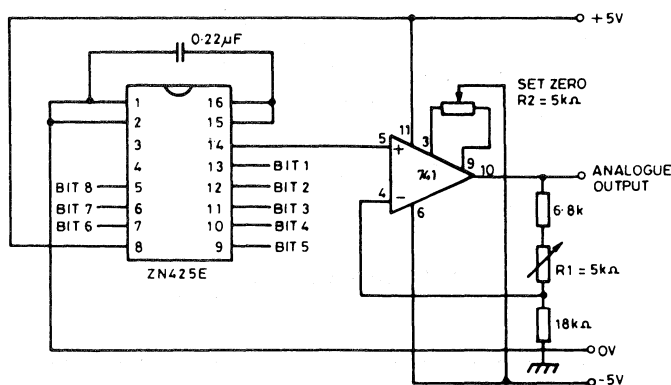 +5V
0·22µF
SET ZERO
R2 = 5kΩ
1 16
2 15
3 14
4 13 BIT 1
BIT 8 5 12 BIT 2
BIT 7 6 11 BIT 3
BIT 6 7 10 BIT 4
8 9 BIT 5
ZN425E
5 11 3
+ 741 9 10
4 − 6
ANALOGUE
OUTPUT
6·8k
R1 = 5kΩ
18kΩ
0V
-5V